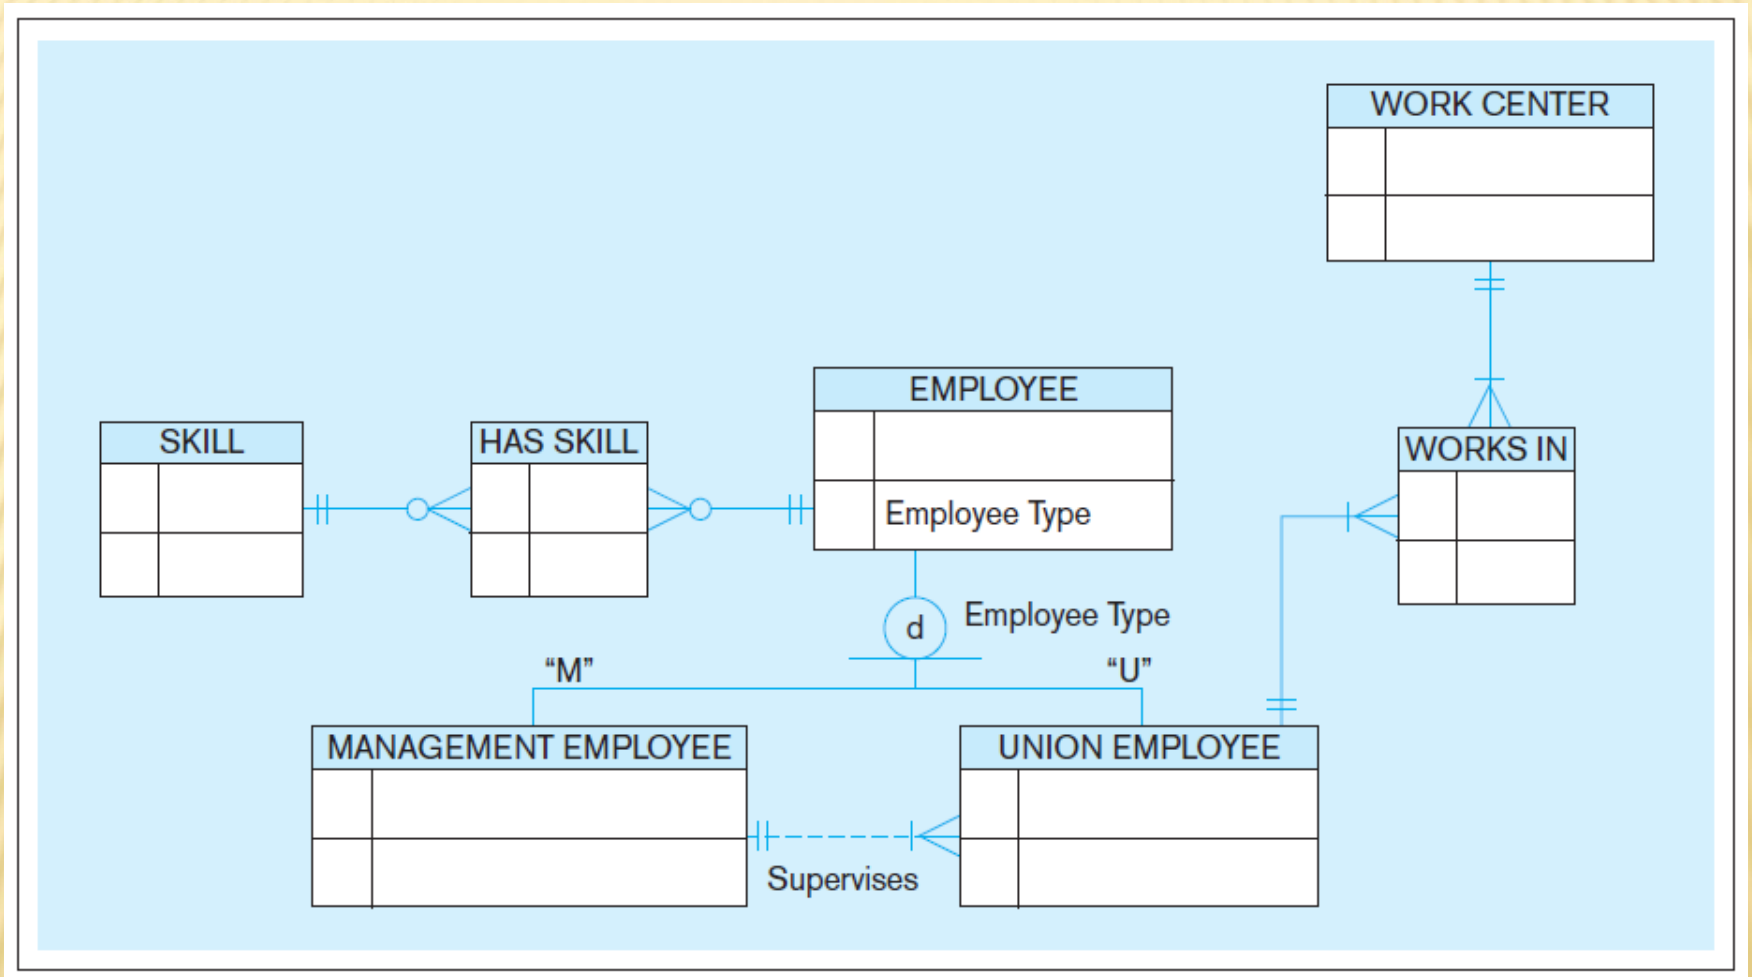 WORK CENTER
EMPLOYEE
Employee Type
SKILL
HAS SKILL
WORKS IN
d
Employee Type
“M”
“U”
MANAGEMENT EMPLOYEE
UNION EMPLOYEE
Supervises